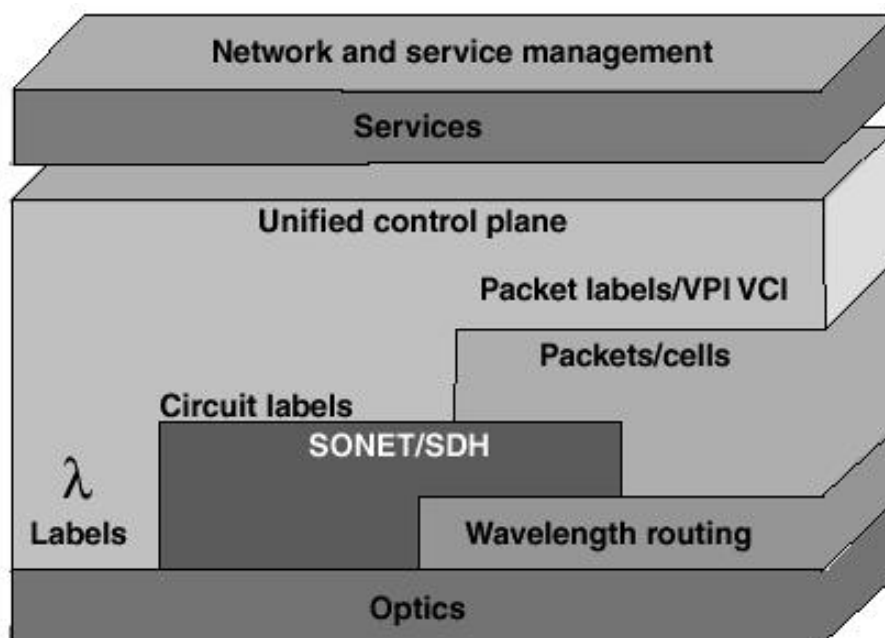 Network and service management
Services
Unified control plane
Packet labels/VPI VCI
Packets/cells
Circuit labels
SONET/SDH
λ
Labels
Wavelength routing
Optics